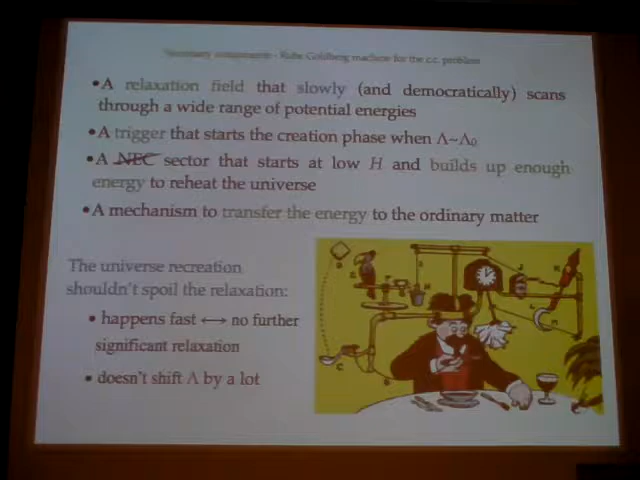 Necessary components - Rube Goldberg machine for the c.c. problem
•A relaxation field that slowly (and democratically) scans
through a wide range of potential energies
•A trigger that starts the creation phase when Λ~Λ₀
•A NEC sector that starts at low H and builds up enough
energy to reheat the universe
•A mechanism to transfer the energy to the ordinary matter
The universe recreation
shouldn't spoil the relaxation:
• happens fast ⟷ no further
significant relaxation
• doesn't shift Λ by a lot